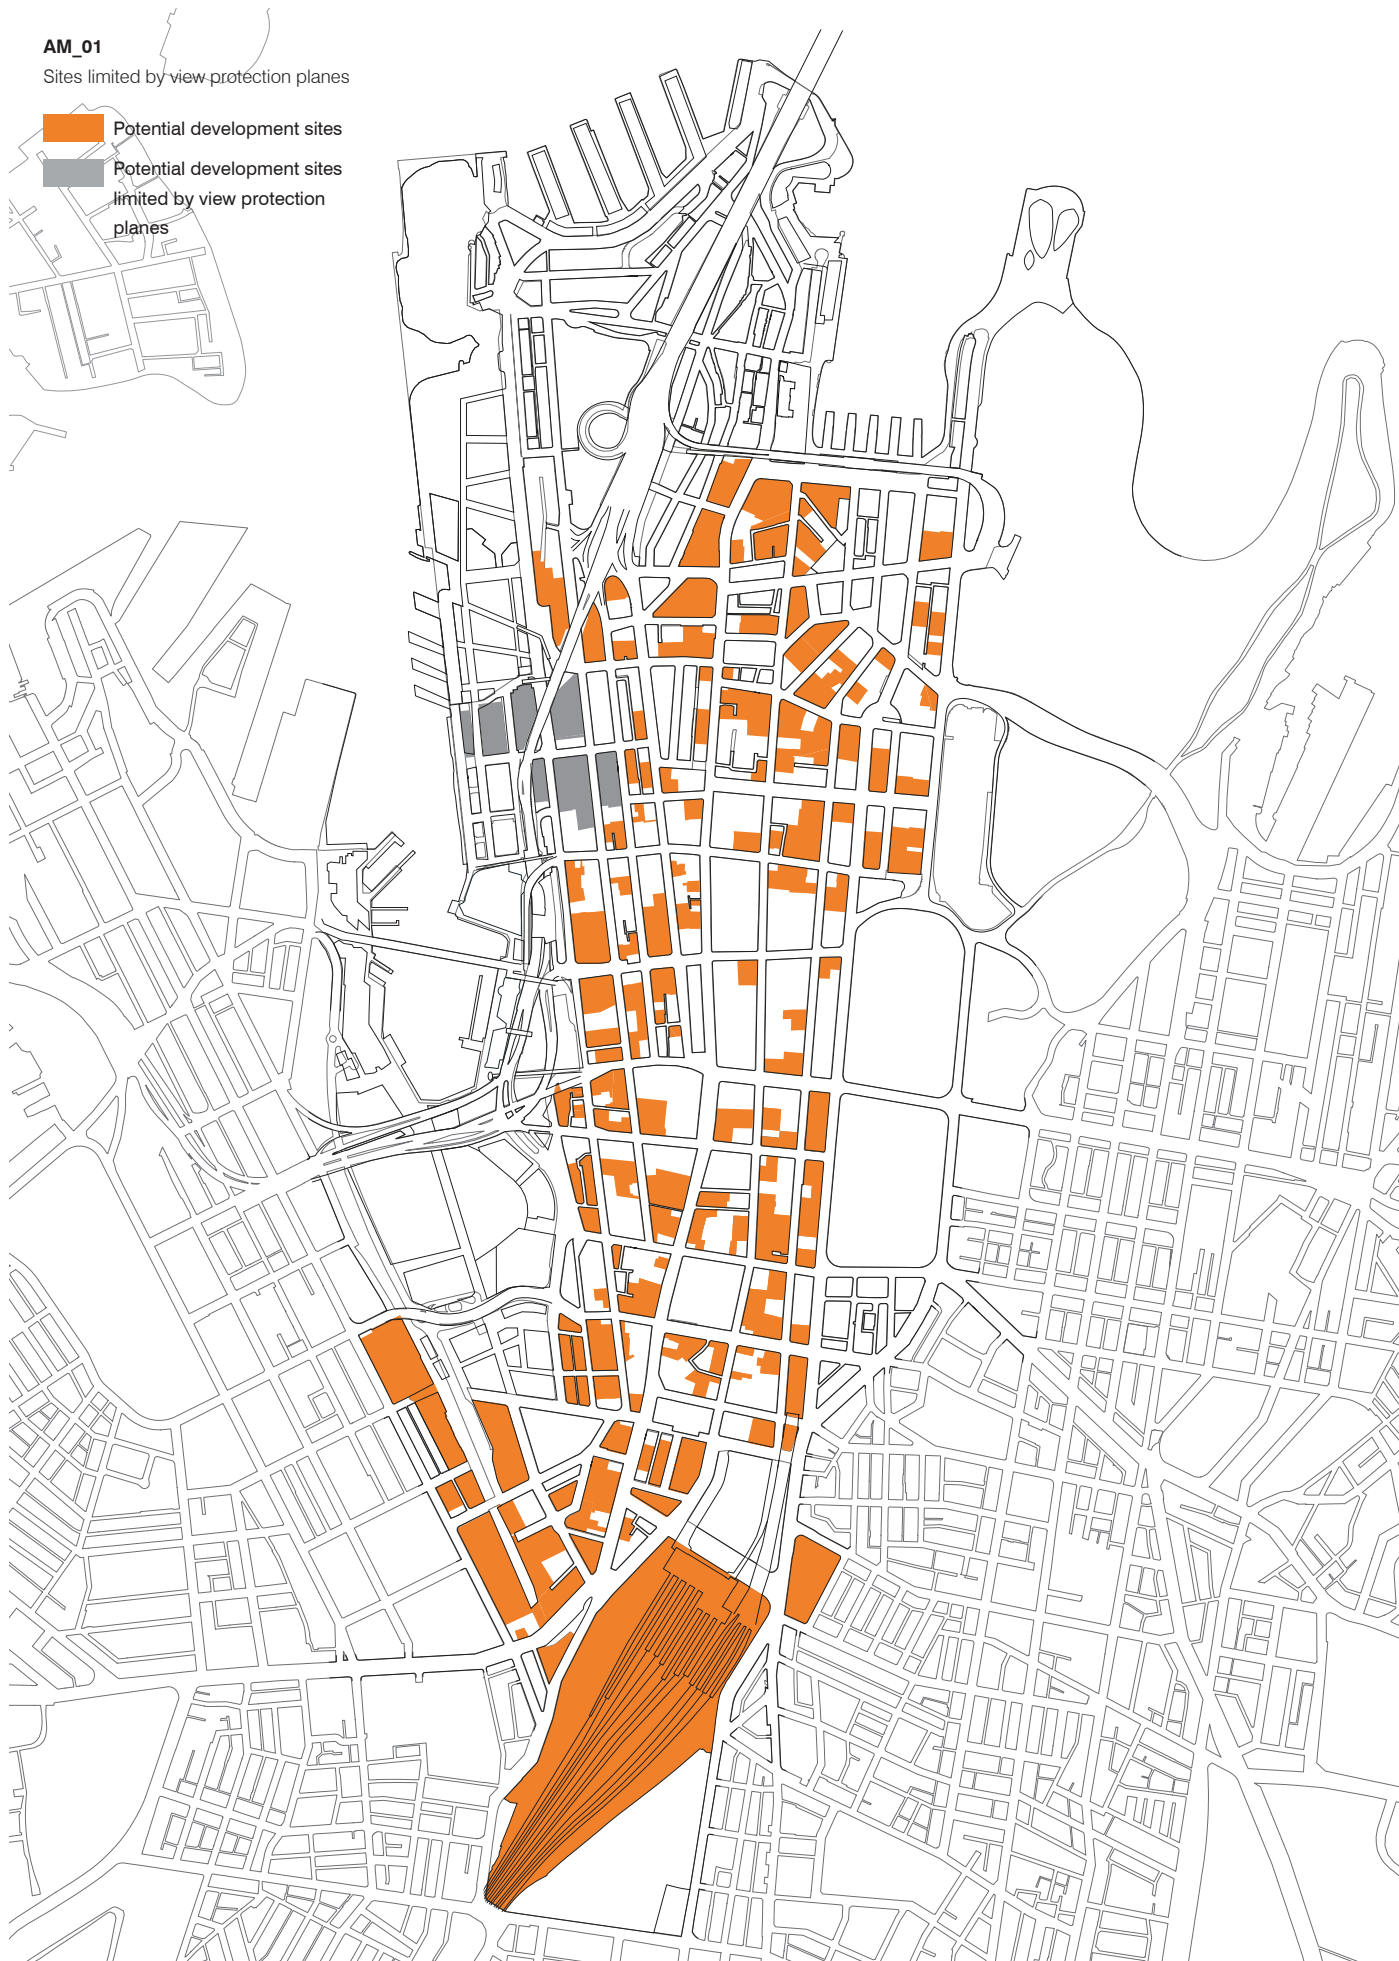 AM_01
Sites limited by view protection planes
Potential development sites
Potential development sites
limited by view protection
planes